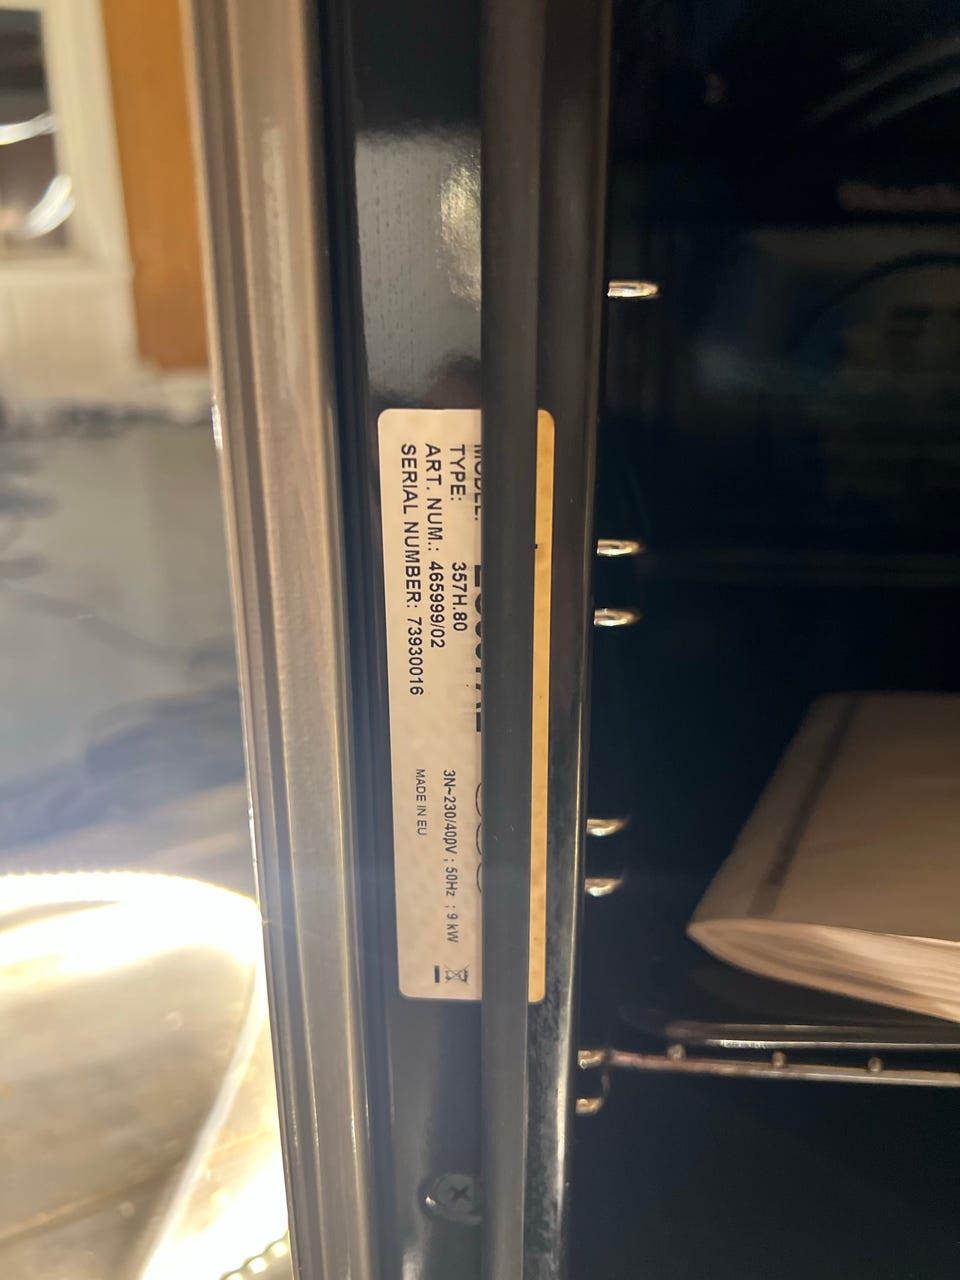 TYPE: 357H.80
ART. NUM.: 465999/02
SERIAL NUMBER: 73930016
3N~230/400V ; 50Hz ; 9 kW
MADE IN EU